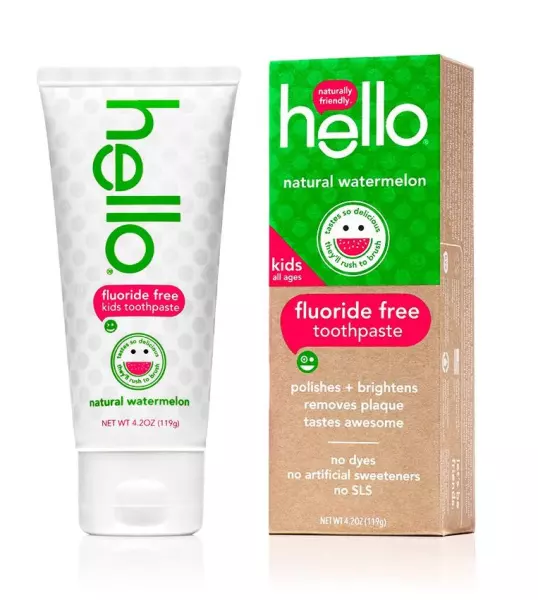 hello®
fluoride free
kids toothpaste
tastes so delicious
they'll rush to brush
natural watermelon
NET WT 4.2OZ (119g)
naturally
friendly.
hello®
natural watermelon
tastes so delicious
they'll rush to brush
kids
all ages
fluoride free
toothpaste
polishes + brightens
removes plaque
tastes awesome
no dyes
no artificial sweeteners
no SLS
NET WT 4.2OZ (119g)
let's be
friends